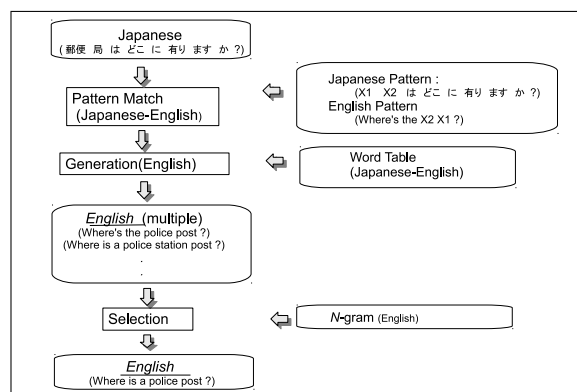 Japanese
(郵便 局 は どこ に 有り ます か ?)
Pattern Match
(Japanese-English)
Japanese Pattern :
(X1 X2 は どこ に 有り ます か ?)
English Pattern
(Where's the X2 X1 ?)
Generation(English)
Word Table
(Japanese-English)
English (multiple)
(Where's the police post ?)
(Where is a police station post ?)
.
.
Selection
N-gram (English)
English
(Where is a police post ?)